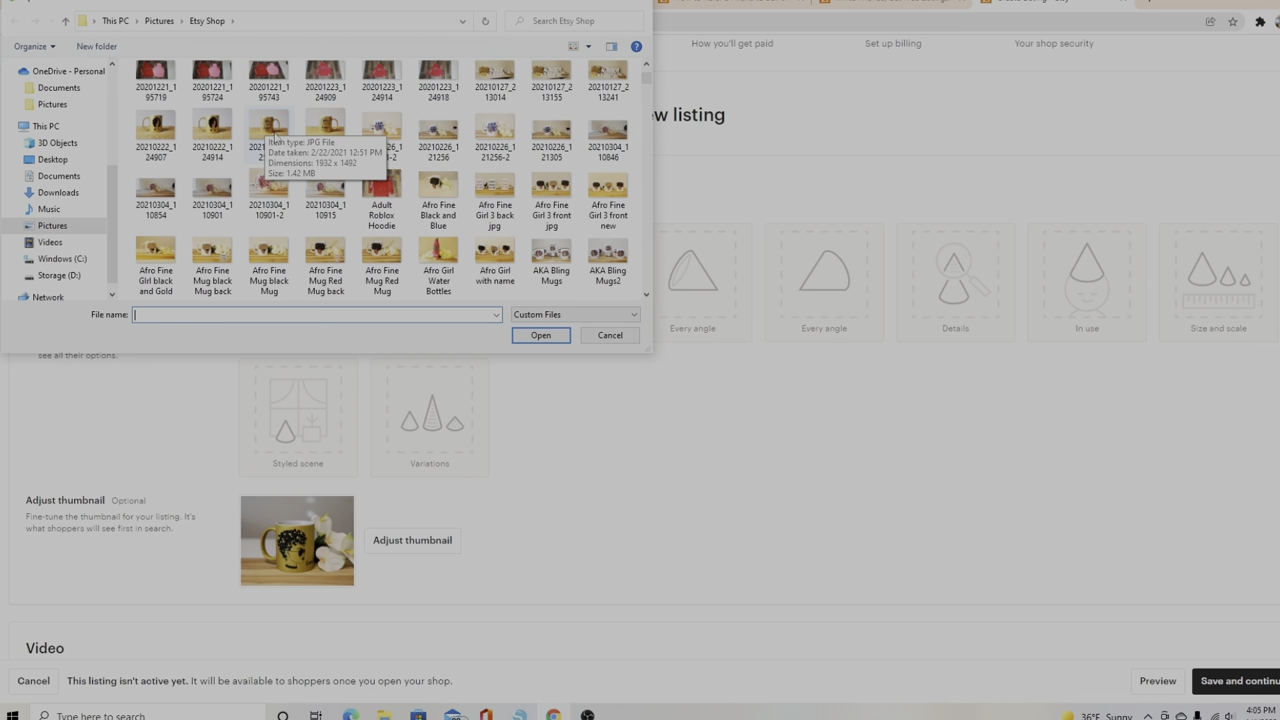 This PC > Pictures > Etsy Shop >
Search Etsy Shop
Organize
New folder
How you'll get paid
Set up billing
Your shop security
OneDrive - Personal
Documents
Pictures
This PC
3D Objects
Desktop
Documents
Downloads
Music
Pictures
Videos
Windows (C:)
Storage (D:)
Network
20201221_1 95719
20201221_1 95724
20201221_1 95743
20201223_1 24909
20201223_1 24914
20201223_1 24918
20210127_2 13014
20210127_2 13155
20210127_2 13241
20210222_1 24907
20210222_1 24914
20210226_1 21256
20210226_1 21256-2
20210226_1 21305
20210304_1 10846
Item type: JPG File
Date taken: 2/22/2021 12:51 PM
Dimensions: 1932 x 1492
Size: 1.42 MB
20210304_1 10854
20210304_1 10901
20210304_1 10901-2
20210304_1 10915
Adult Roblox Hoodie
Afro Fine Black and Blue
Afro Fine Girl 3 back jpg
Afro Fine Girl 3 front jpg
Afro Fine Girl 3 front new
Afro Fine Girl black and Gold
Afro Fine Mug black Mug back
Afro Fine Mug black Mug
Afro Fine Mug Red Mug back
Afro Fine Mug Red Mug
Afro Girl Water Bottles
Afro Girl with name
AKA Bling Mugs
AKA Bling Mugs2
File name:
Custom Files
Open
Cancel
w listing
Every angle
Every angle
Details
In use
Size and scale
see all their options.
Styled scene
Variations
Adjust thumbnail Optional
Fine-tune the thumbnail for your listing. It's
what shoppers will see first in search.
Adjust thumbnail
Video
Cancel
This listing isn't active yet. It will be available to shoppers once you open your shop.
Preview
Save and continu
Type here to search
36°F Sunny
4:05 PM